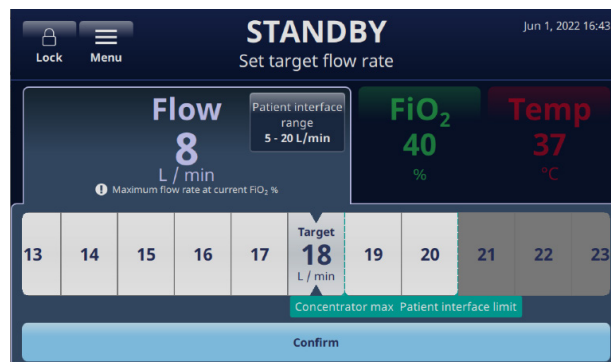 Lock
Menu
STANDBY
Set target flow rate
Jun 1, 2022 16:43
Flow
8
L / min
Maximum flow rate at current FiO₂ %
Patient interface
range
5 - 20 L/min
FiO₂
40
%
Temp
37
°C
13 14 15 16 17 Target 18 L / min 19 20 21 22 23
Concentrator max Patient interface limit
Confirm